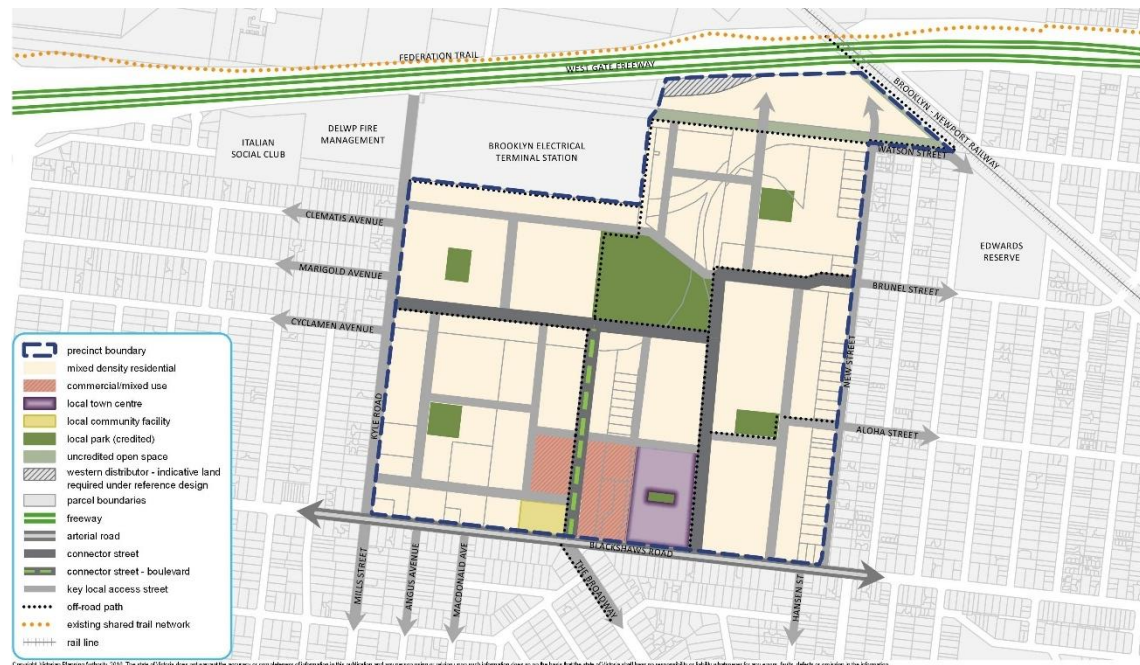 FEDERATION TRAIL
WEST GATE FREEWAY
BROOKLYN - NEWPORT RAILWAY
DELWP FIRE
MANAGEMENT
ITALIAN
SOCIAL CLUB
BROOKLYN ELECTRICAL
TERMINAL STATION
WATSON STREET
CLEMATIS AVENUE
EDWARDS
RESERVE
MARIGOLD AVENUE
BRUNEL STREET
CYCLAMEN AVENUE
NEW STREET
KYLE ROAD
ALOHA STREET
BLACKSHAWS ROAD
MILLS STREET
ANGUS AVENUE
MACDONALD AVE
THE BROADWAY
HANSEN ST
precinct boundary
mixed density residential
commercial/mixed use
local town centre
local community facility
local park (credited)
uncredited open space
western distributor - indicative land
required under reference design
parcel boundaries
freeway
arterial road
connector street
connector street - boulevard
key local access street
off-road path
existing shared trail network
rail line